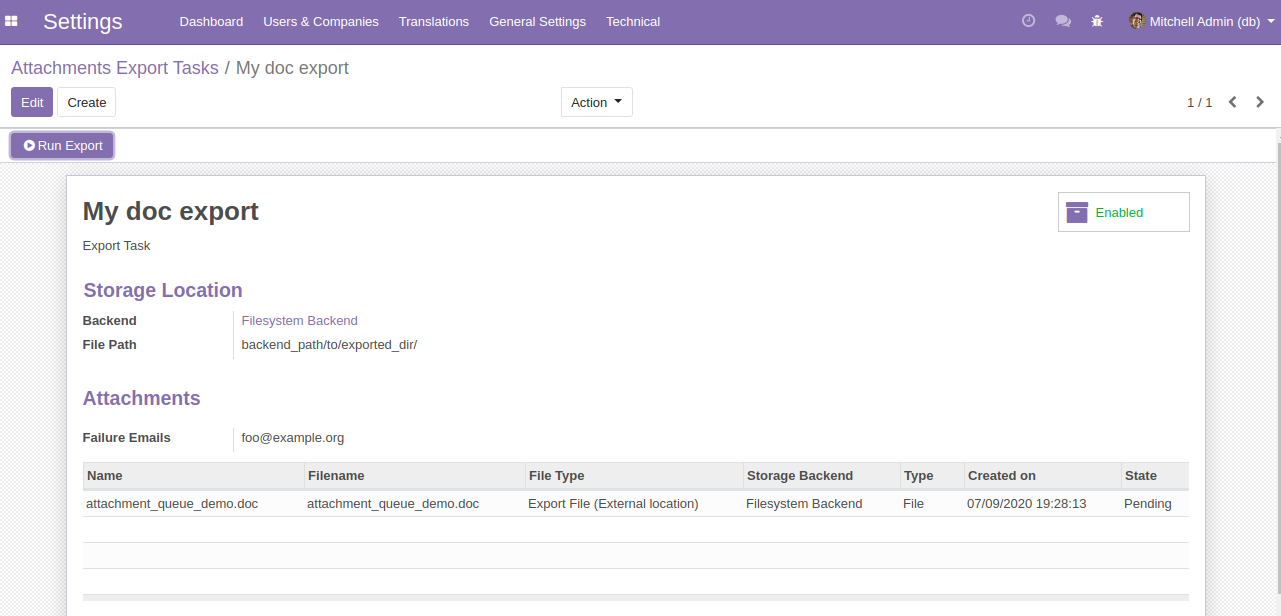 Settings Dashboard Users & Companies Translations General Settings Technical Mitchell Admin (db)
Attachments Export Tasks / My doc export
Edit Create Action 1 / 1
Run Export
My doc export
Enabled
Export Task
Storage Location
Backend Filesystem Backend
File Path backend_path/to/exported_dir/
Attachments
Failure Emails foo@example.org
Name Filename File Type Storage Backend Type Created on State
attachment_queue_demo.doc attachment_queue_demo.doc Export File (External location) Filesystem Backend File 07/09/2020 19:28:13 Pending